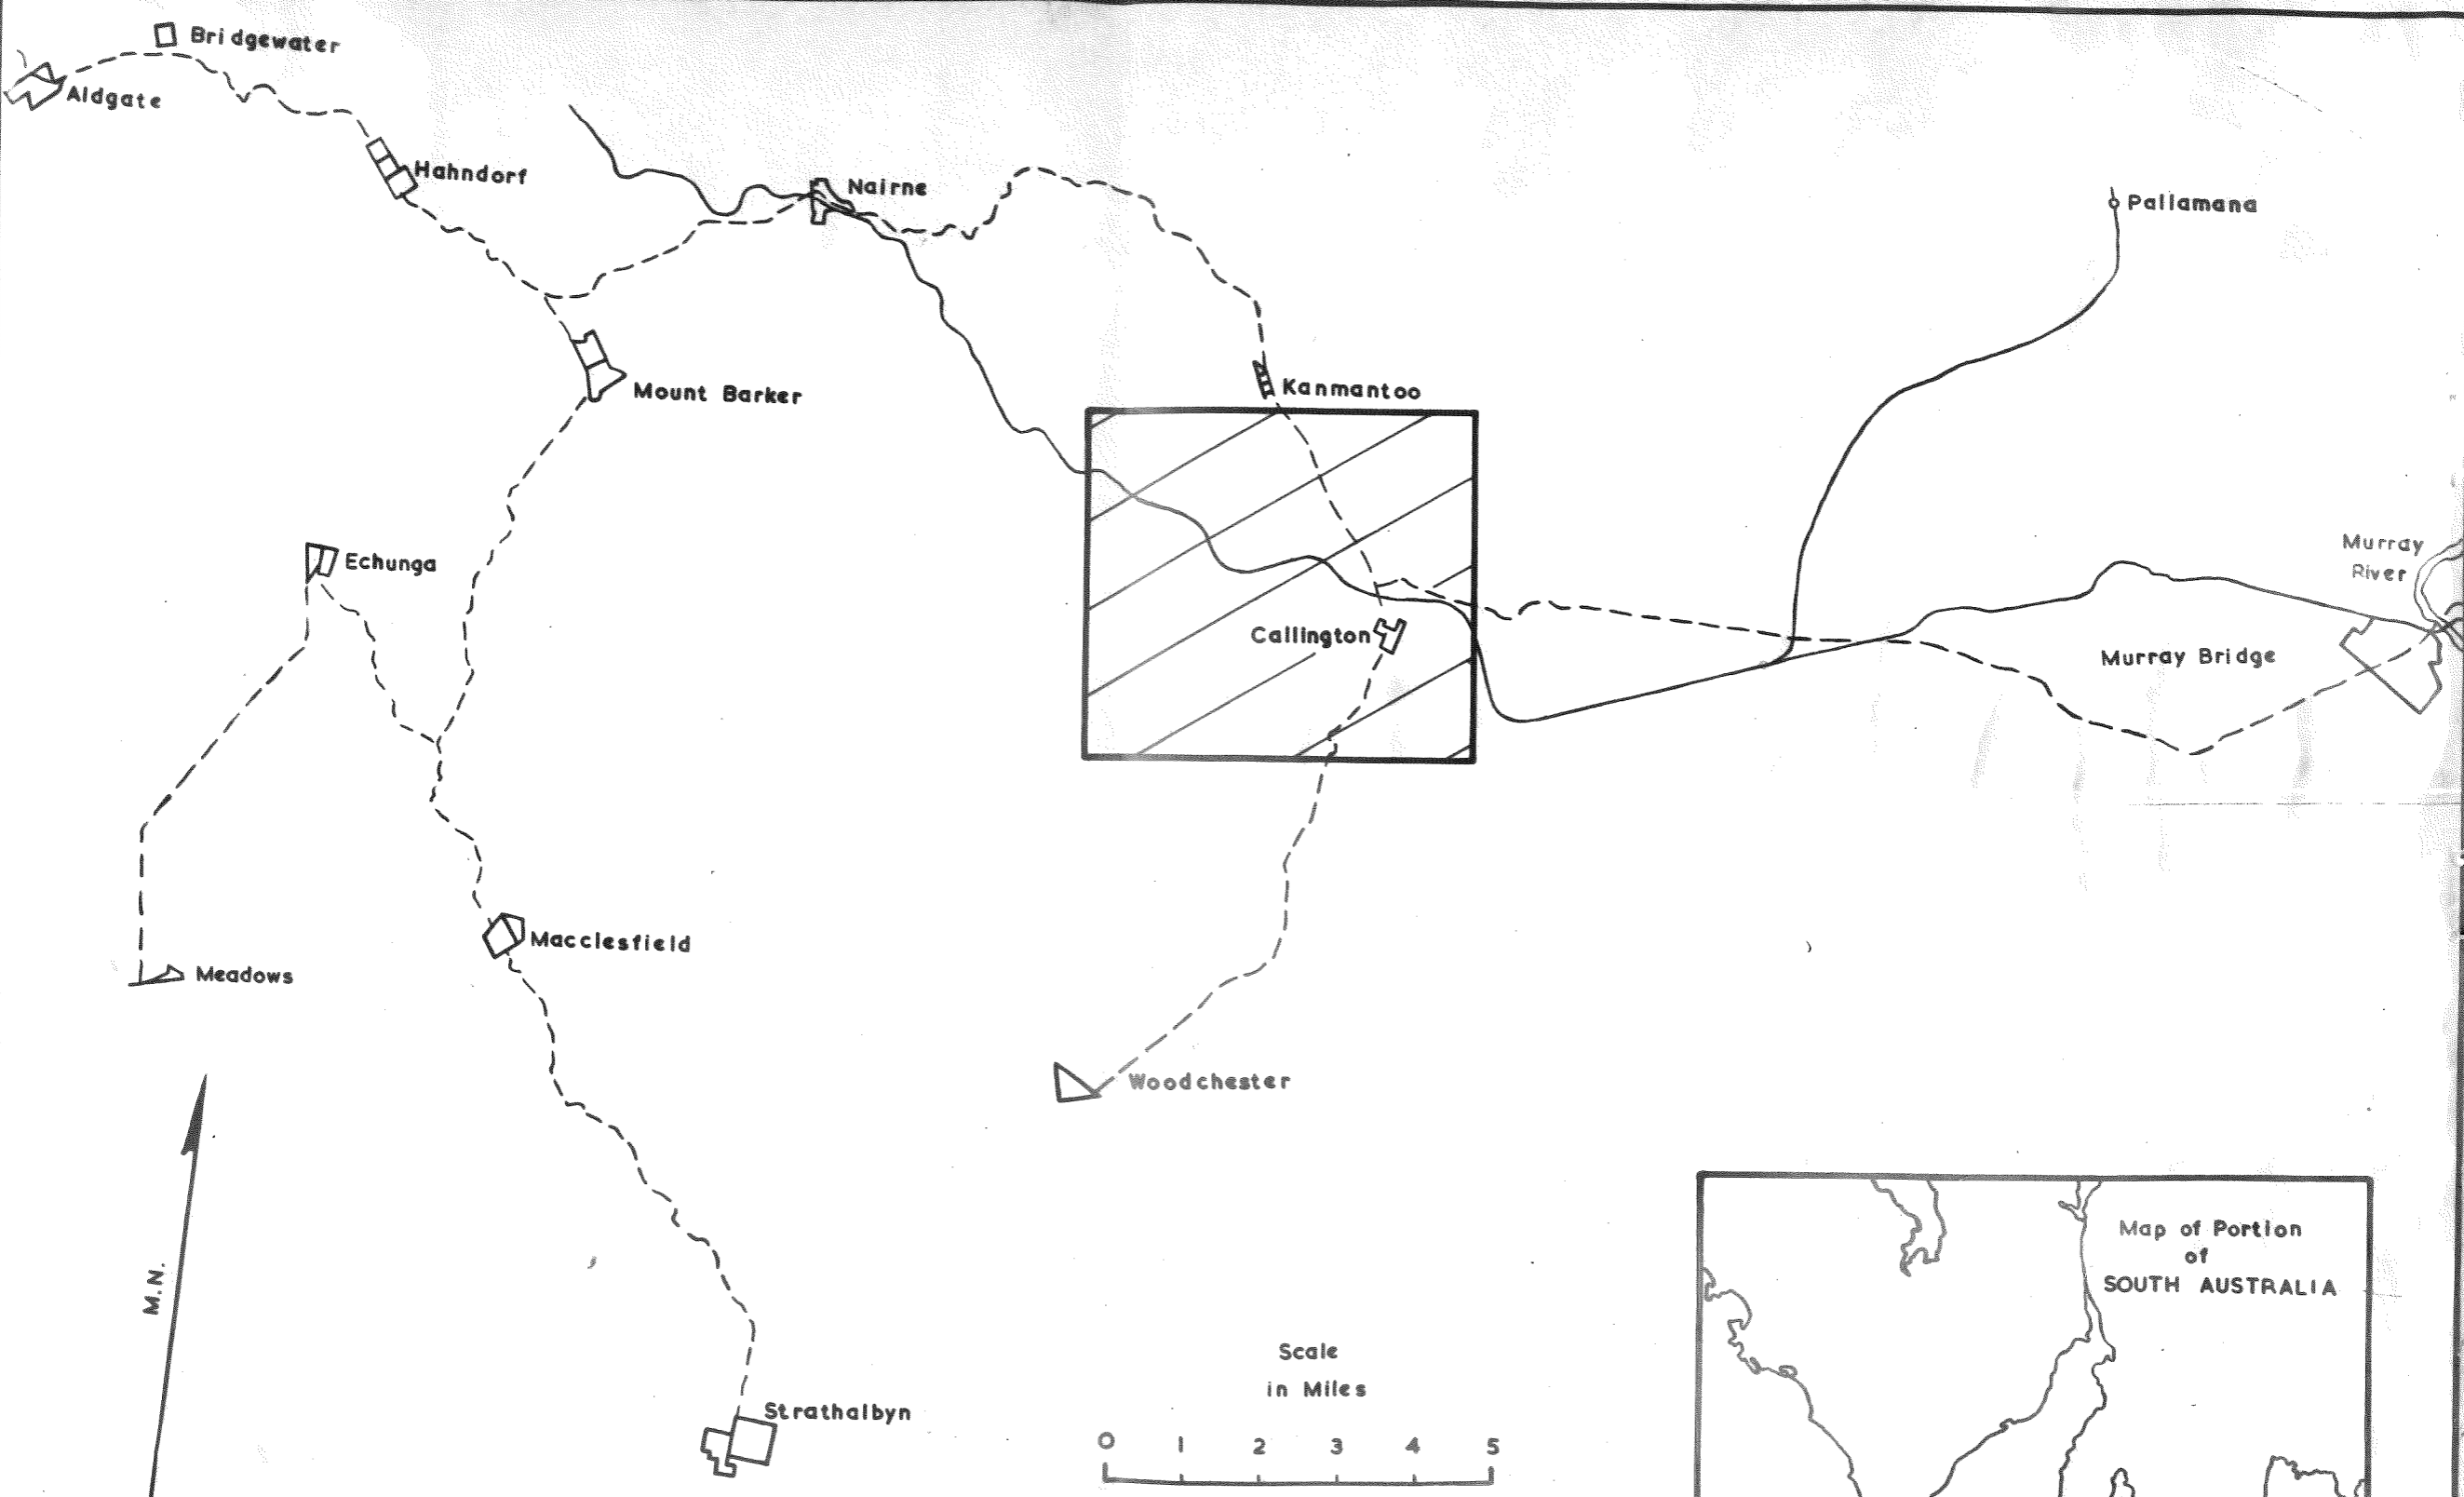 Bridgewater
Aldgate
Hahndorf
Nairne
Pallamana
Kanmantoo
Mount Barker
Murray
River
Echunga
Callington
Murray Bridge
Macclesfield
Meadows
Woodchester
M.N.
Map of Portion
of
SOUTH AUSTRALIA
Scale
in Miles
Strathalbyn
0 1 2 3 4 5